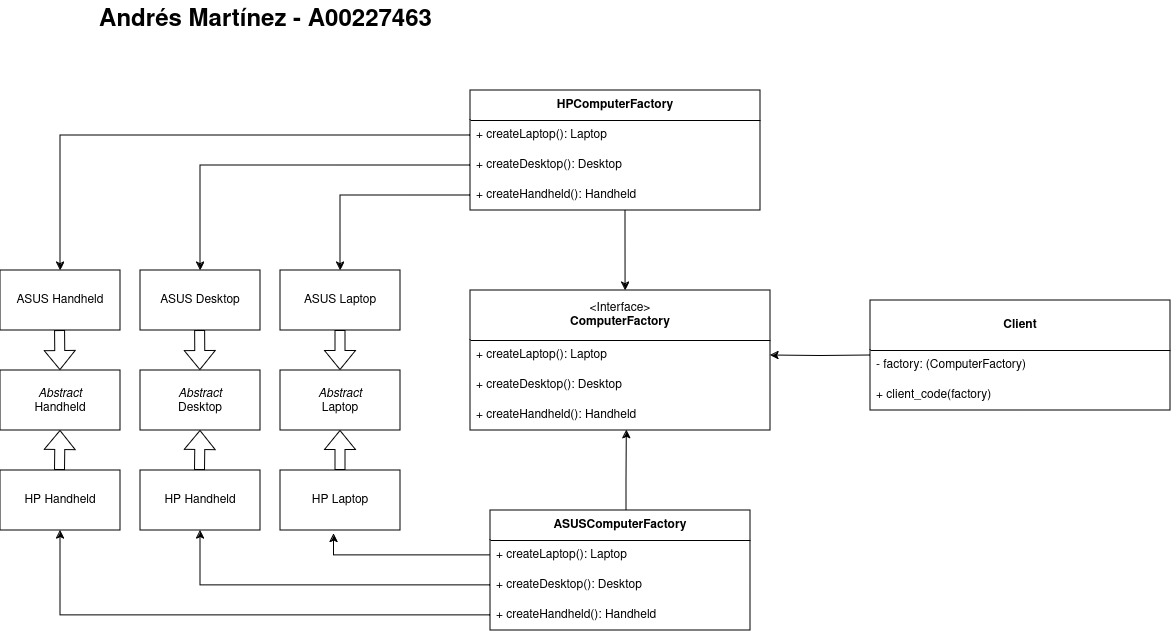 Andrés Martínez - A00227463
HPComputerFactory
+ createLaptop(): Laptop
+ createDesktop(): Desktop
+ createHandheld(): Handheld
ASUS Handheld
ASUS Desktop
ASUS Laptop
<Interface>
ComputerFactory
+ createLaptop(): Laptop
+ createDesktop(): Desktop
+ createHandheld(): Handheld
Client
- factory: (ComputerFactory)
+ client_code(factory)
Abstract
Handheld
Abstract
Desktop
Abstract
Laptop
HP Handheld
HP Handheld
HP Laptop
ASUSComputerFactory
+ createLaptop(): Laptop
+ createDesktop(): Desktop
+ createHandheld(): Handheld